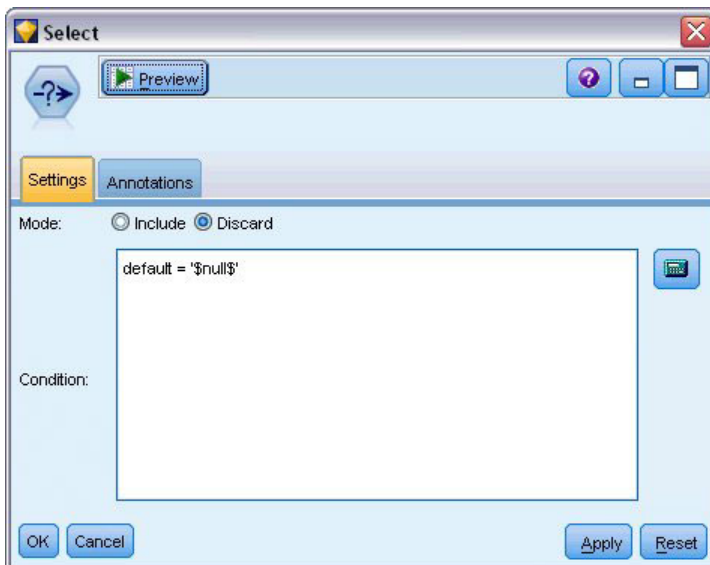 Select
Preview
Settings Annotations
Mode: Include Discard
default = '$null$'
Condition:
OK Cancel Apply Reset